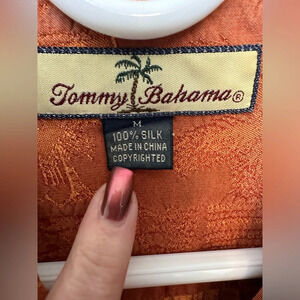 Tommy Bahama®
M
100% SILK
MADE IN CHINA
COPYRIGHTED